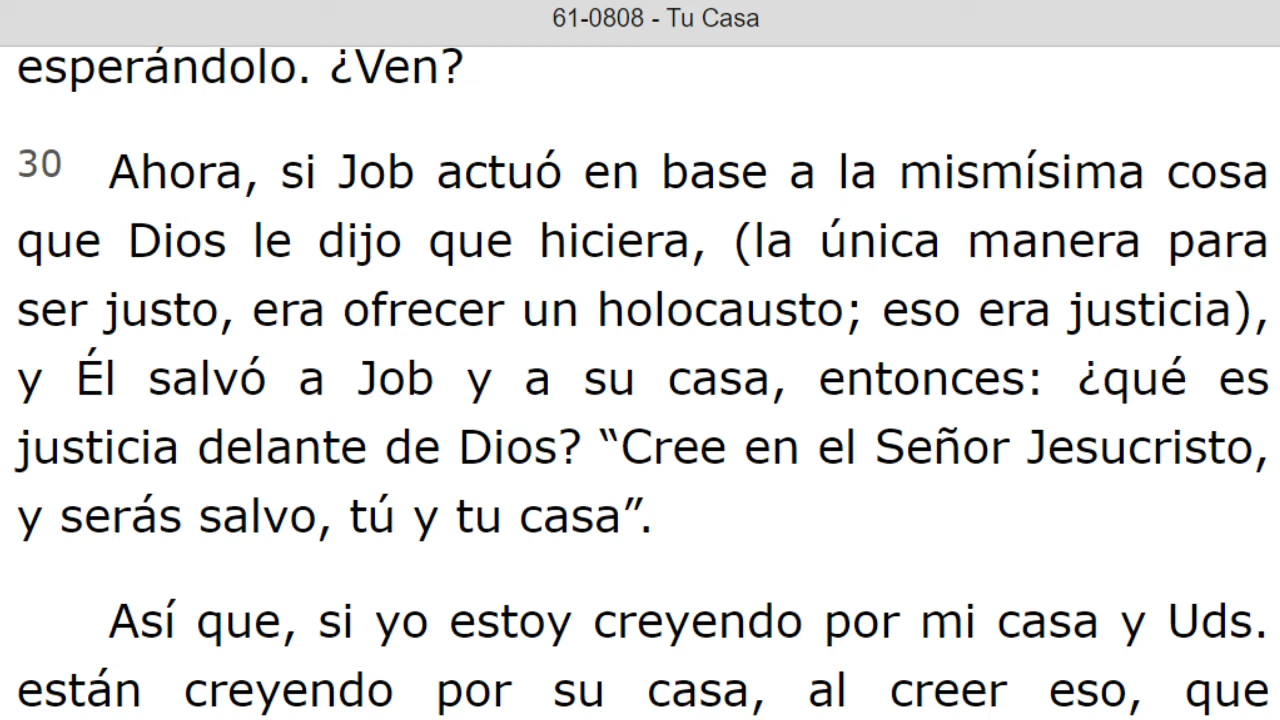 61-0808 - Tu Casa
esperándolo. ¿Ven?
30 Ahora, si Job actuó en base a la mismísima cosa
que Dios le dijo que hiciera, (la única manera para
ser justo, era ofrecer un holocausto; eso era justicia),
y Él salvó a Job y a su casa, entonces: ¿qué es
justicia delante de Dios? “Cree en el Señor Jesucristo,
y serás salvo, tú y tu casa”.
Así que, si yo estoy creyendo por mi casa y Uds.
están creyendo por su casa, al creer eso, que